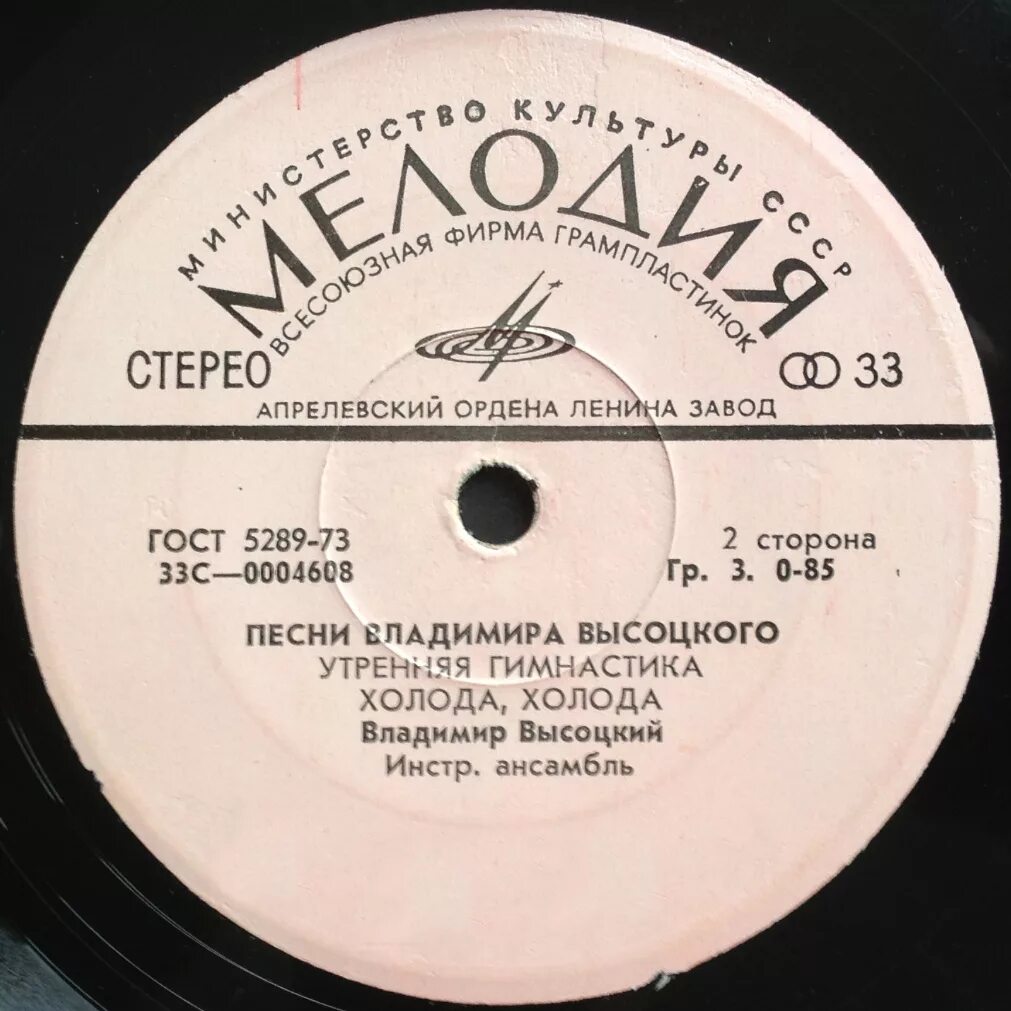 МИНИСТЕРСТВО КУЛЬТУРЫ СССР
МЕЛОДИЯ
ВСЕСОЮЗНАЯ ФИРМА ГРАМПЛАСТИНОК
СТЕРЕО 33
АПРЕЛЕВСКИЙ ОРДЕНА ЛЕНИНА ЗАВОД
ГОСТ 5289-73 2 сторона
33С—0004608 Гр. 3. 0-85
ПЕСНИ ВЛАДИМИРА ВЫСОЦКОГО
УТРЕННЯЯ ГИМНАСТИКА
ХОЛОДА, ХОЛОДА
Владимир Высоцкий
Инстр. ансамбль